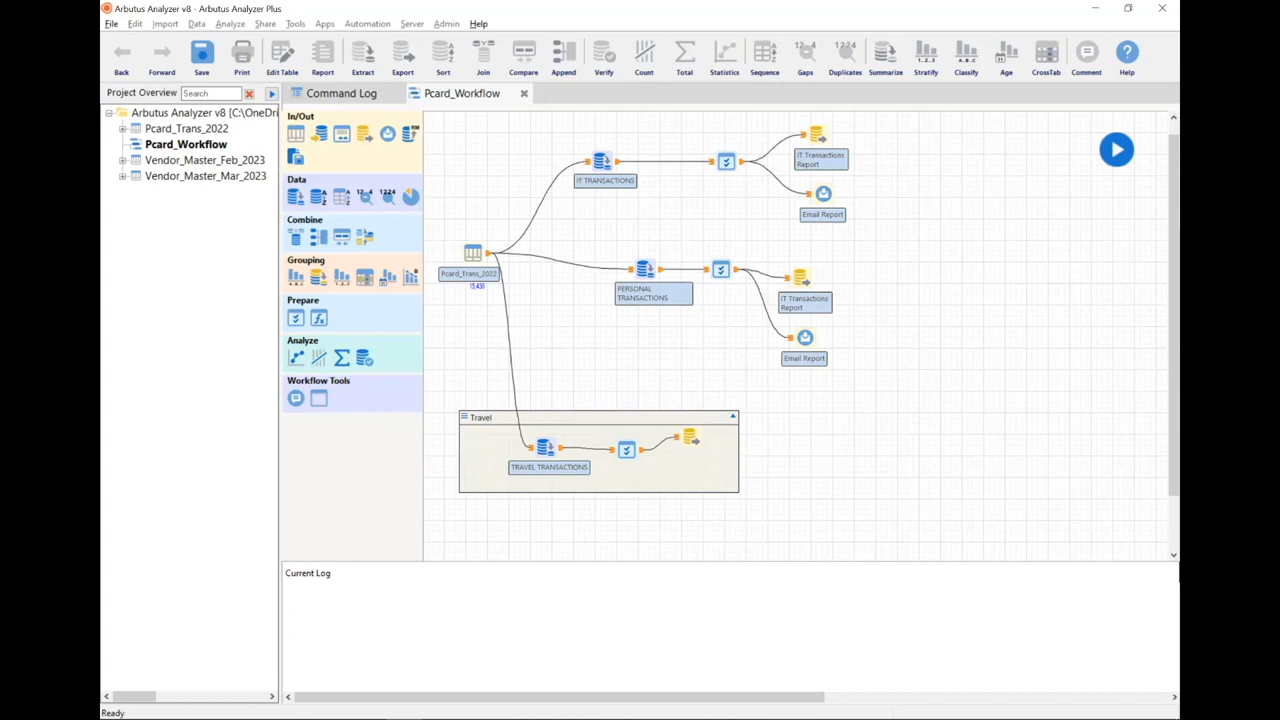 Arbutus Analyzer v8 - Arbutus Analyzer Plus
File Edit Import Data Analyze Share Tools Apps Automation Server Admin Help
Back Forward Save Print Edit Table Report Extract Export Sort Join Compare Append Verify Count Total Statistics Sequence Gaps Duplicates Summarize Stratify Classify Age CrossTab Comment Help
Project Overview Search
Command Log Pcard_Workflow
Arbutus Analyzer v8 [C:\OneDri
Pcard_Trans_2022
Pcard_Workflow
Vendor_Master_Feb_2023
Vendor_Master_Mar_2023
In/Out
Data
Combine
Grouping
Prepare
Analyze
Workflow Tools
IT TRANSACTIONS
IT Transactions
Report
Email Report
Pcard_Trans_2022
15,430
PERSONAL
TRANSACTIONS
IT Transactions
Report
Email Report
Travel
TRAVEL TRANSACTIONS
Current Log
Ready